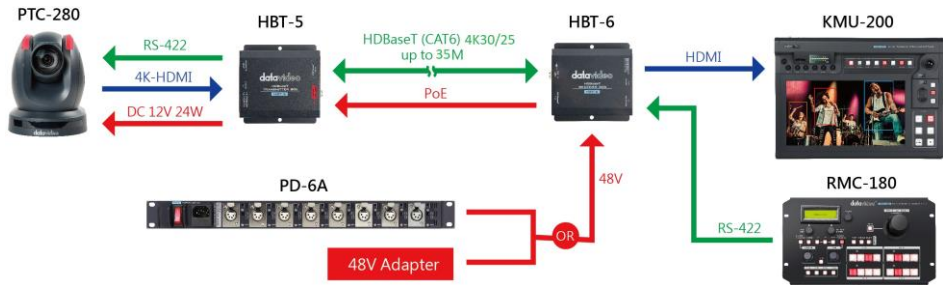 PTC-280
HBT-5
HBT-6
KMU-200
RS-422
HDBaseT (CAT6) 4K30/25
up to 35M
HDMI
4K-HDMI
datavideo
datavideo
PoE
DC 12V 24W
48V
PD-6A
RMC-180
OR
RS-422
datavideo
48V Adapter